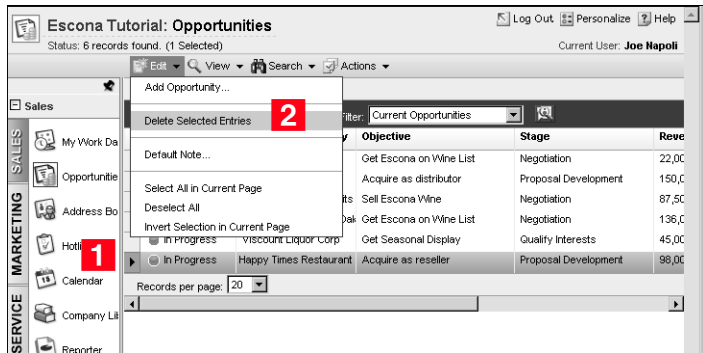 Escona Tutorial: Opportunities
Log Out Personalize ? Help
Status: 6 records found. (1 Selected)
Current User: Joe Napoli
Edit View Search Actions
Add Opportunity...
Sales
Delete Selected Entries 2
Filter: Current Opportunities
Objective Stage Reve
SALES
My Work Da
Default Note...
Get Escona on Wine List Negotiation 22,00
Opportunitie
Select All in Current Page
Acquire as distributor Proposal Development 150,0
MARKETING
Address Bo
Deselect All
Sell Escona Wine Negotiation 87,50
Invert Selection in Current Page
Get Escona on Wine List Negotiation 136,0
1
In Progress Viscount Liquor Corp Get Seasonal Display Qualify Interests 45,00
In Progress Happy Times Restaurant Acquire as reseller Proposal Development 98,00
Calendar
Records per page: 20
SERVICE
Company Lib
Reporter